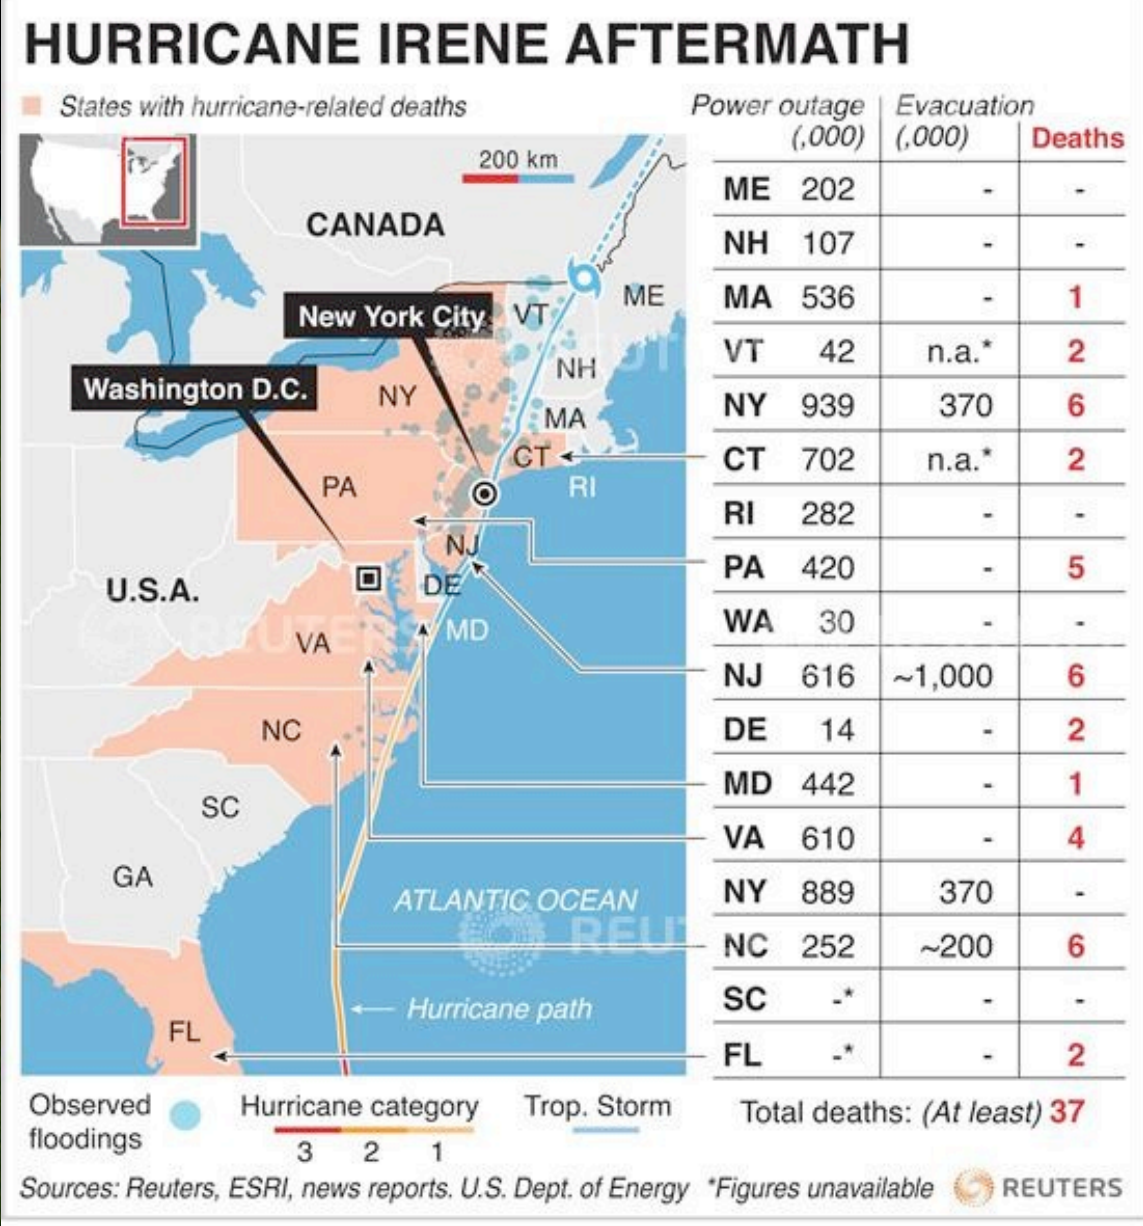 HURRICANE IRENE AFTERMATH
States with hurricane-related deaths
200 km
CANADA
New York City
Washington D.C.
VT
ME
NH
NY
MA
CT
RI
PA
NJ
DE
U.S.A.
VA
MD
NC
SC
GA
ATLANTIC OCEAN
Hurricane path
FL
REUTERS
REUT
REU
Power outage (,000) Evacuation (,000) Deaths
ME 202 - -
NH 107 - -
MA 536 - 1
VT 42 n.a.* 2
NY 939 370 6
CT 702 n.a.* 2
RI 282 - -
PA 420 - 5
WA 30 - -
NJ 616 ~1,000 6
DE 14 - 2
MD 442 - 1
VA 610 - 4
NY 889 370 -
NC 252 ~200 6
SC -* - -
FL -* - 2
Total deaths: (At least) 37
Observed
floodings
Hurricane category
3 2 1
Trop. Storm
Sources: Reuters, ESRI, news reports. U.S. Dept. of Energy *Figures unavailable REUTERS